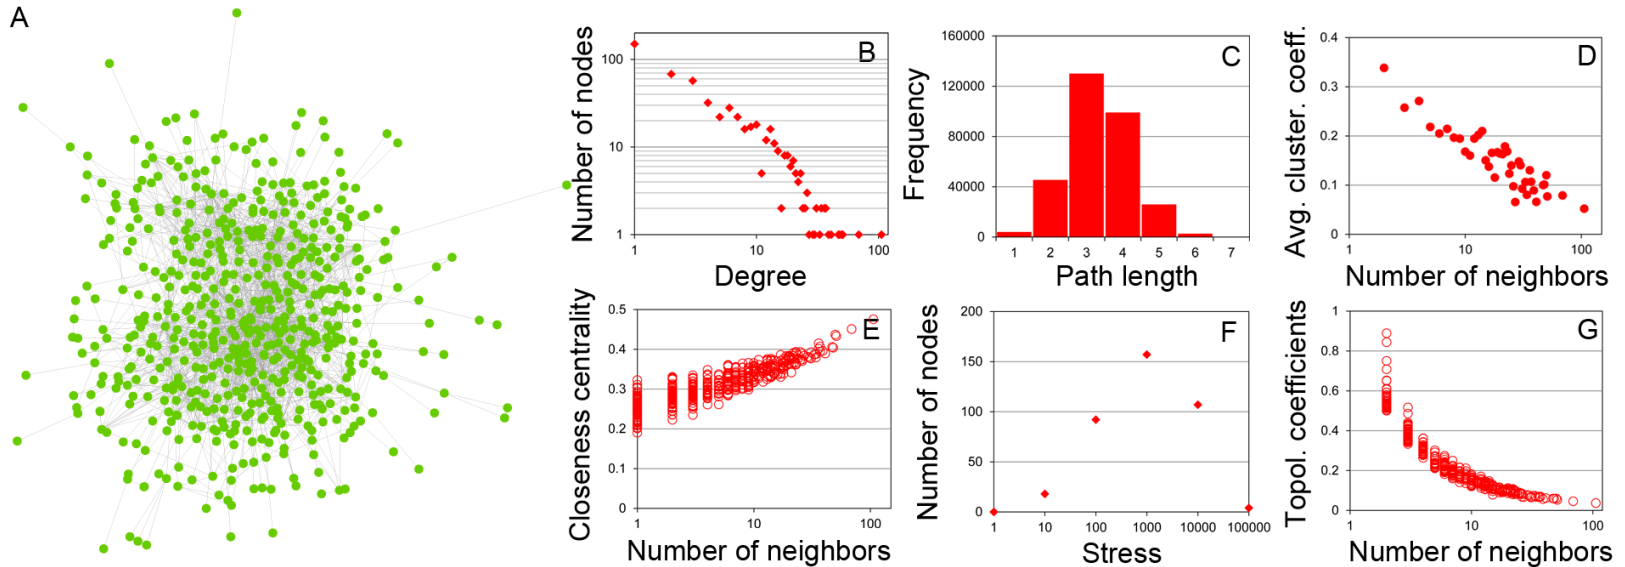 A
B
Number of nodes
100
10
1
1
10
100
Degree
C
Frequency
160000
120000
80000
40000
0
1 2 3 4 5 6 7
Path length
D
Avg. cluster. coeff.
0.4
0.3
0.2
0.1
0
1
10
100
Number of neighbors
E
Closeness centrality
0.5
0.4
0.3
0.2
0.1
0
1
10
100
Number of neighbors
F
Number of nodes
200
150
100
50
0
1 10 100 1000 10000 100000
Stress
G
Topol. coefficients
1
0.8
0.6
0.4
0.2
0
1
10
100
Number of neighbors